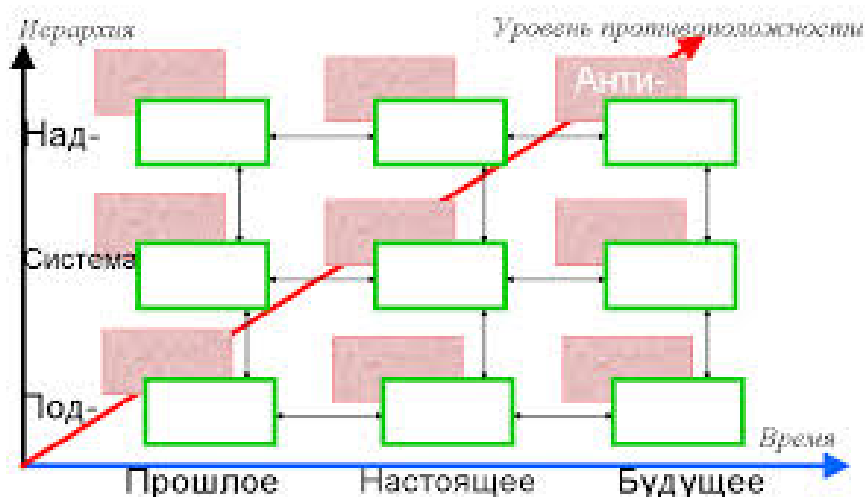 Иерархия
Уровень противоположности
Анти-
Над-
Система
Под-
Время
Прошлое
Настоящее
Будущее